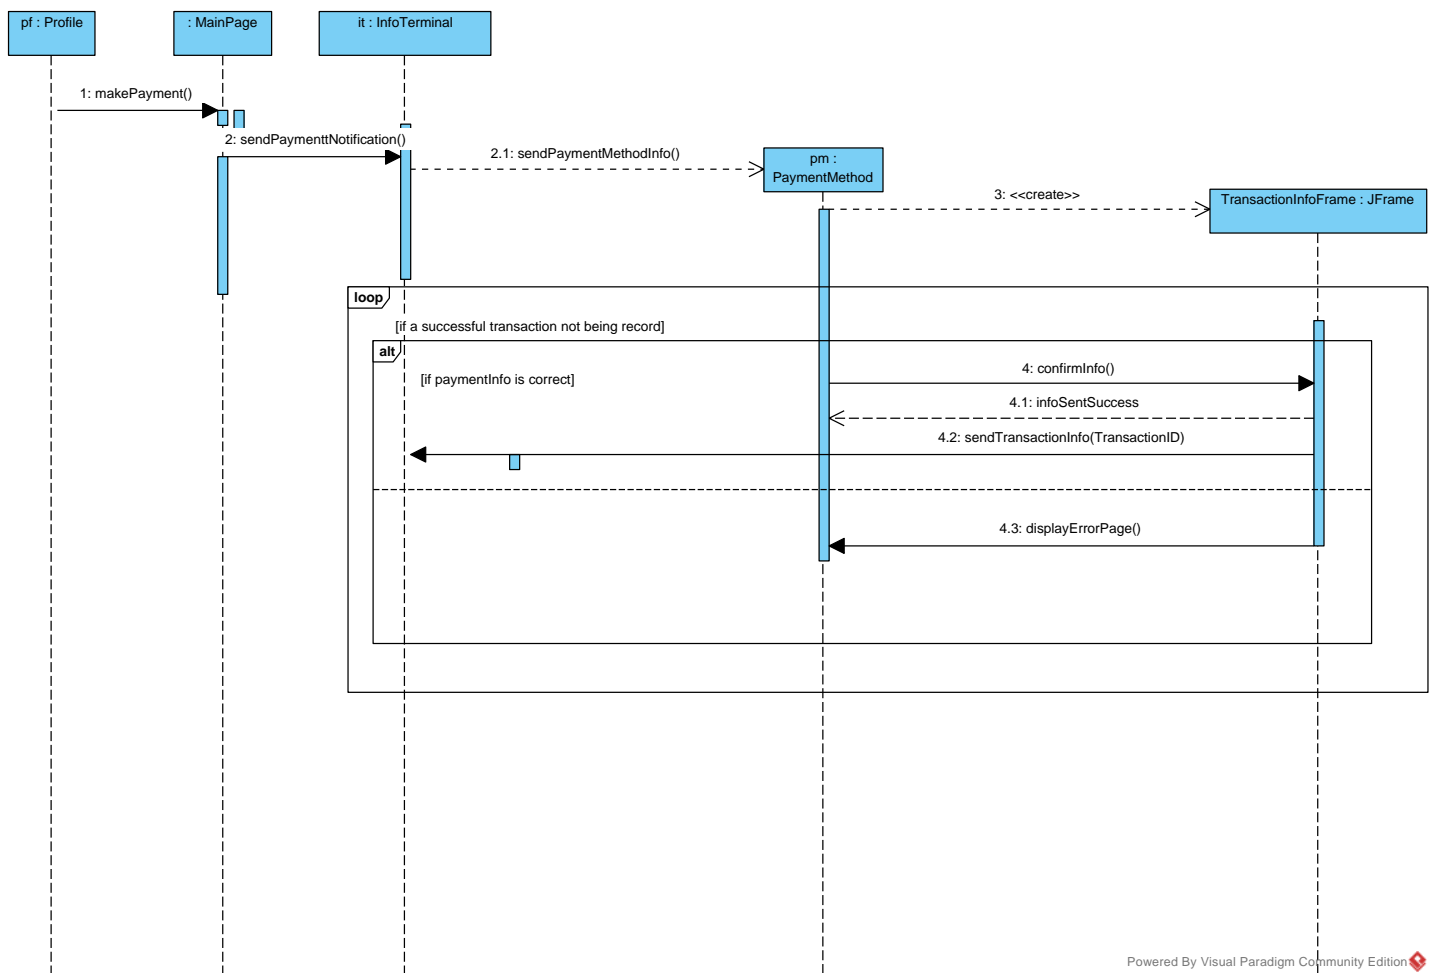 pf : Profile
: MainPage
it : InfoTerminal
1: makePayment()
2: sendPaymenttNotification()
2.1: sendPaymentMethodInfo()
pm :
PaymentMethod
3: <<create>>
TransactionInfoFrame : JFrame
loop
[if a successful transaction not being record]
alt
[if paymentInfo is correct]
4: confirmInfo()
4.1: infoSentSuccess
4.2: sendTransactionInfo(TransactionID)
4.3: displayErrorPage()
Powered By Visual Paradigm Community Edition